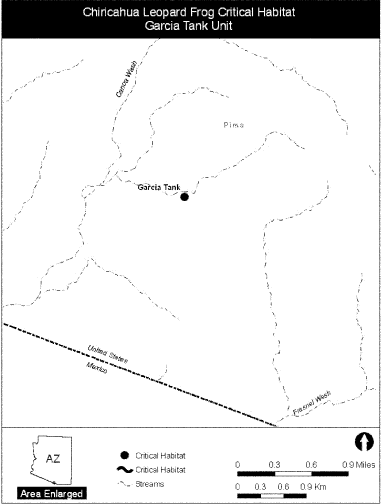 Chiricahua Leopard Frog Critical Habitat
Garcia Tank Unit
Canoa Wash
Pima
Garcia Tank
United States
Mexico
Fresnal Wash
AZ
Area Enlarged
Critical Habitat
Critical Habitat
Streams
0 0.3 0.6 0.9 Miles
0 0.3 0.6 0.9 Km